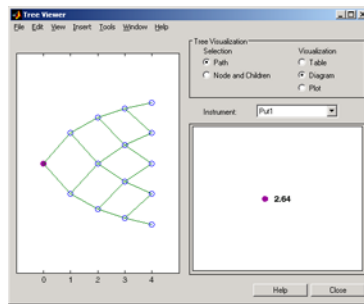 Tree Viewer
File Edit View Insert Tools Window Help
Tree Visualization
Selection
Visualization
Path
Table
Node and Children
Diagram
Plot
Instrument:
Put1
2.64
0 1 2 3 4
Help
Close